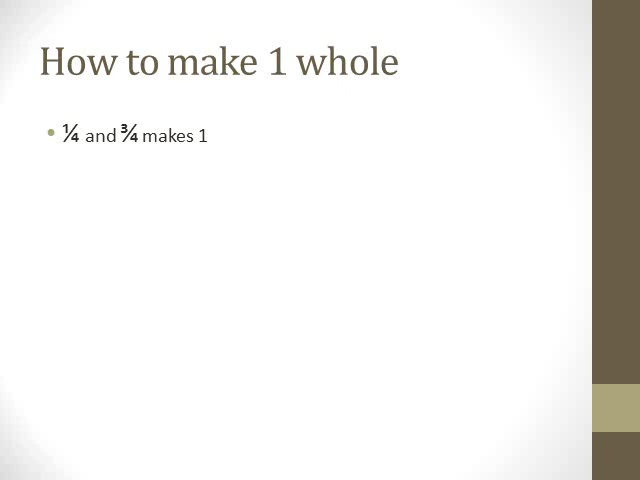 How to make 1 whole
• ¼ and ¾ makes 1